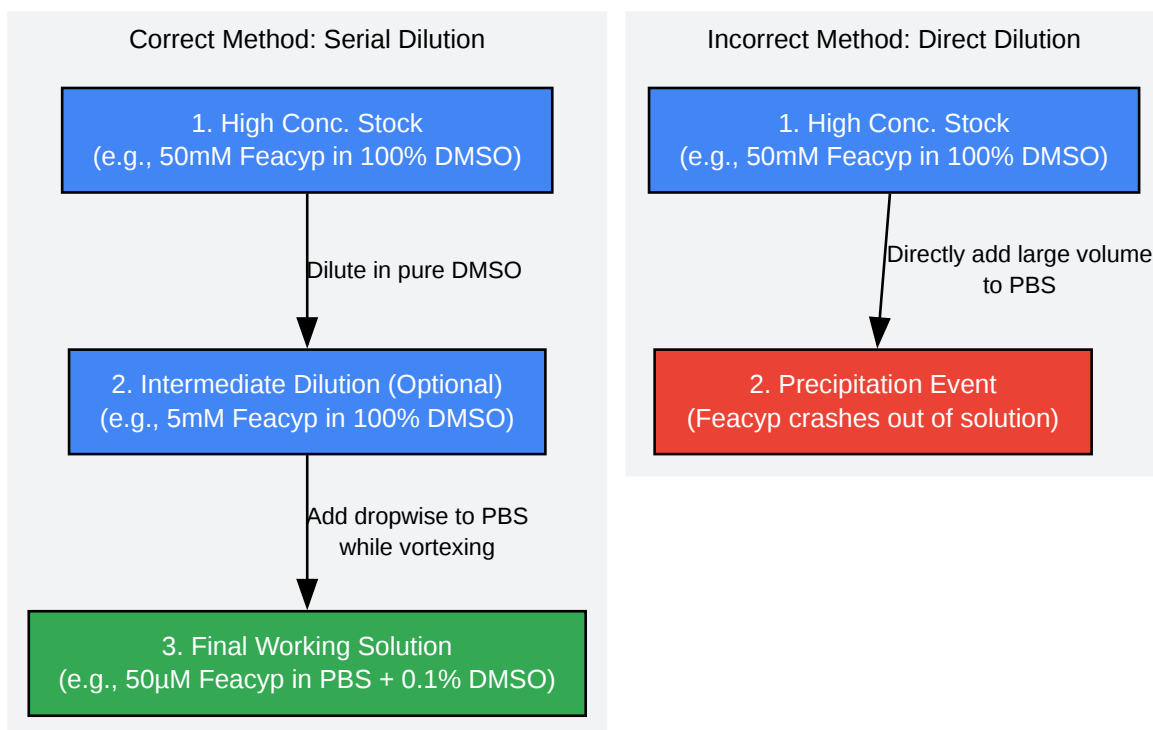 Correct Method: Serial Dilution
1. High Conc. Stock
(e.g., 50mM Feacyp in 100% DMSO)
Dilute in pure DMSO
2. Intermediate Dilution (Optional)
(e.g., 5mM Feacyp in 100% DMSO)
Add dropwise to PBS
while vortexing
3. Final Working Solution
(e.g., 50µM Feacyp in PBS + 0.1% DMSO)
Incorrect Method: Direct Dilution
1. High Conc. Stock
(e.g., 50mM Feacyp in 100% DMSO)
Directly add large volume
to PBS
2. Precipitation Event
(Feacyp crashes out of solution)